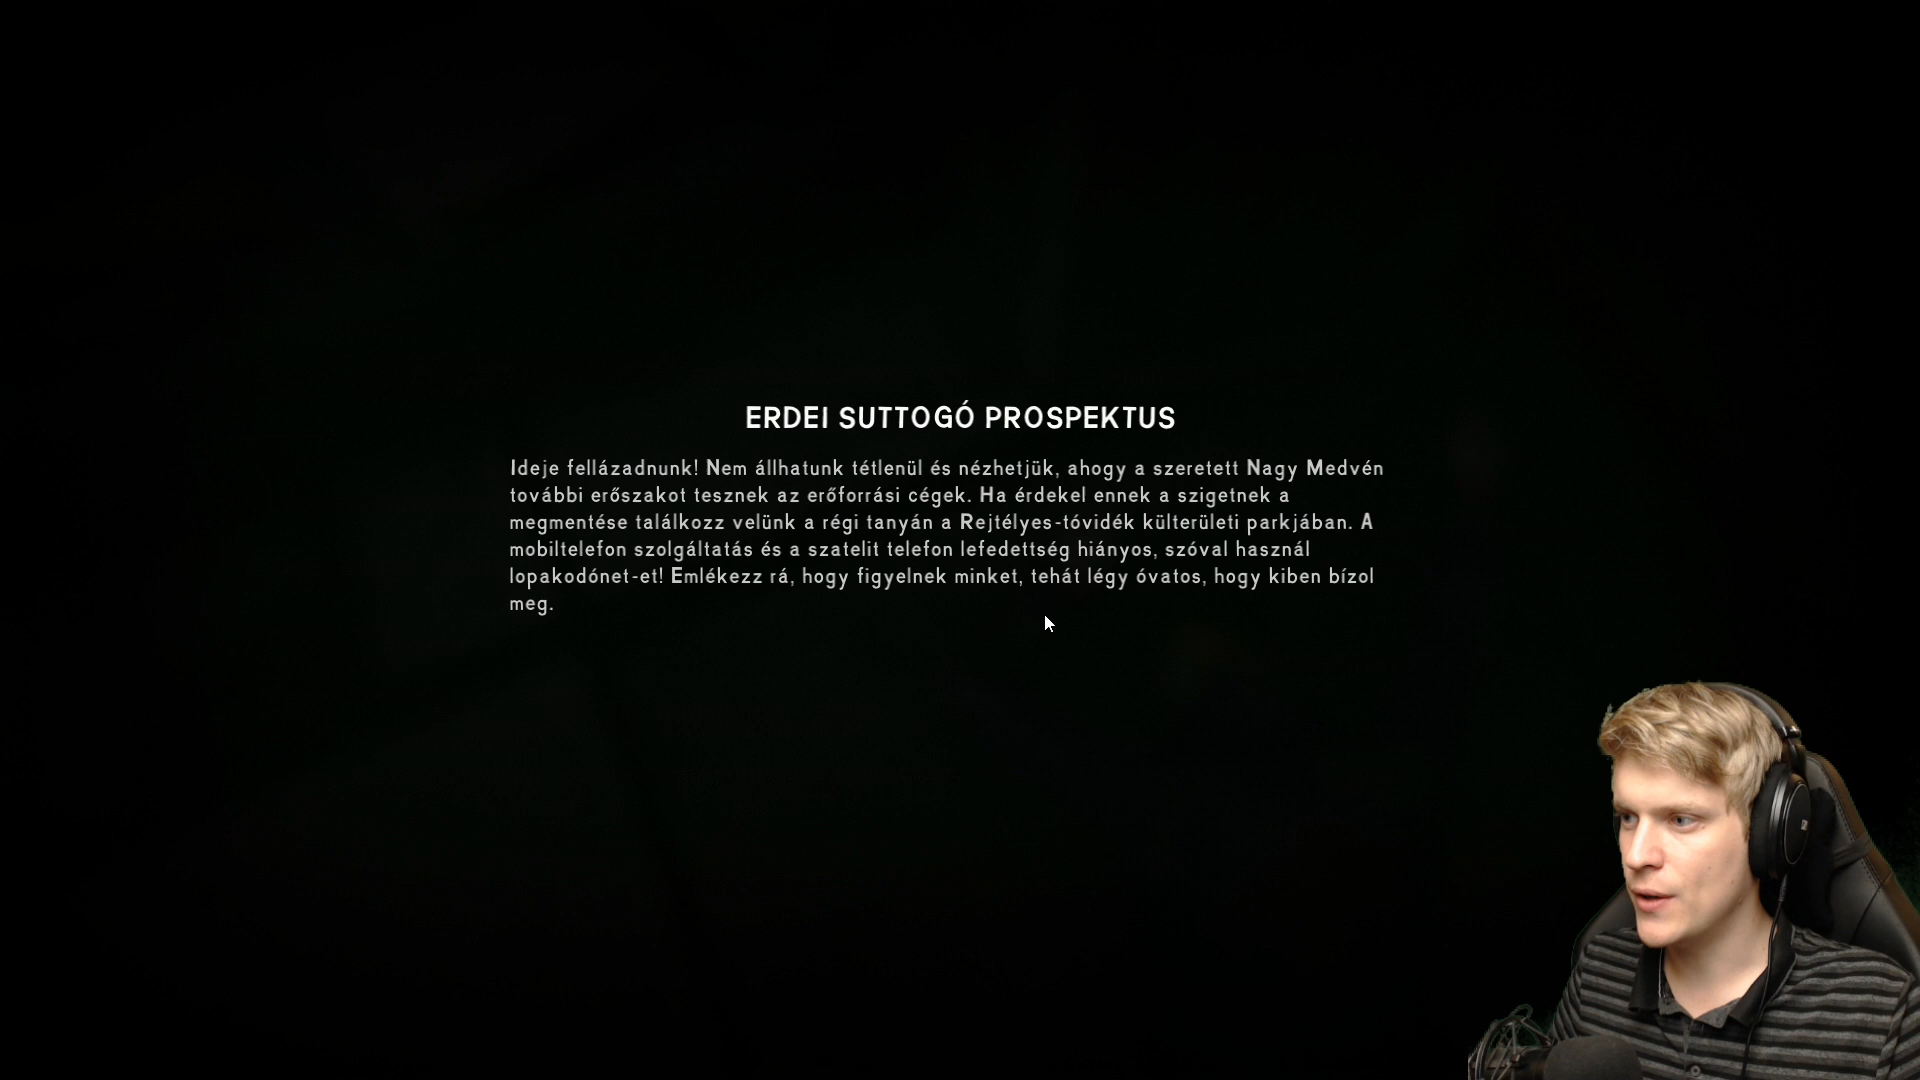 ERDEI SUTTOGÓ PROSPEKTUS
Ideje fellázadnunk! Nem állhatunk tétlenül és nézhetjük, ahogy a szeretett Nagy Medvén
további erőszakot tesznek az erőforrási cégek. Ha érdekel ennek a szigetnek a
megmentése találkozz velünk a régi tanyán a Rejtélyes-tóvidék külterületi parkjában. A
mobiltelefon szolgáltatás és a szatelit telefon lefedettség hiányos, szóval használ
lopakodónet-et! Emlékezz rá, hogy figyelnek minket, tehát légy óvatos, hogy kiben bízol
meg.